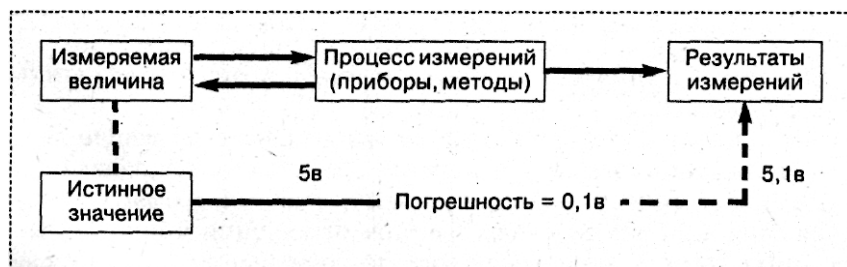 Измеряемая
величина
Процесс измерений
(приборы, методы)
Результаты
измерений
Истинное
значение
5в
Погрешность = 0,1в
5,1в